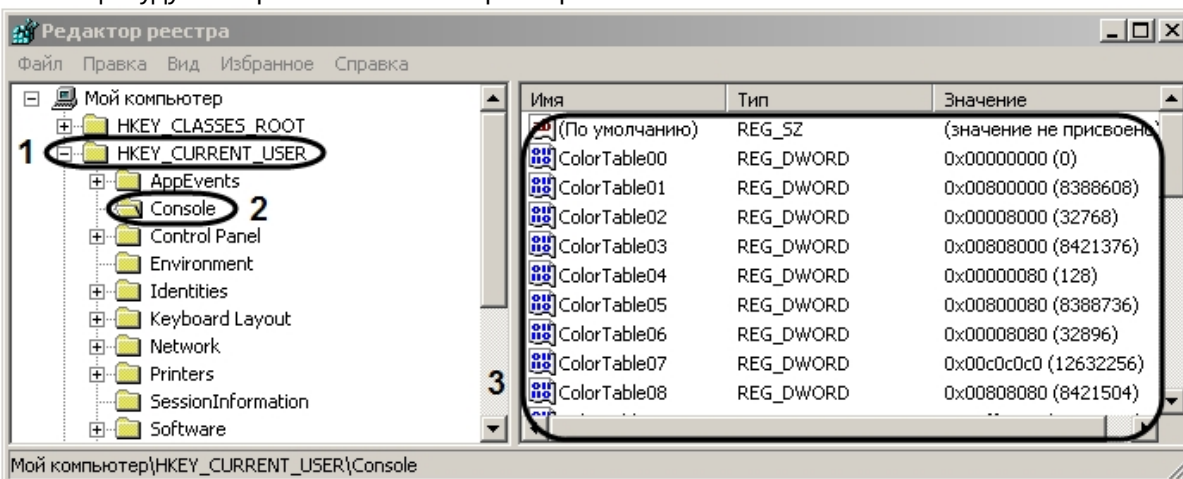 Редактор реестра
Файл Правка Вид Избранное Справка
Мой компьютер
HKEY_CLASSES_ROOT
1 HKEY_CURRENT_USER
AppEvents
Console 2
Control Panel
Environment
Identities
Keyboard Layout
Network
Printers
SessionInformation
Software
3
Имя Тип Значение
(По умолчанию) REG_SZ (значение не присвоено)
ColorTable00 REG_DWORD 0x00000000 (0)
ColorTable01 REG_DWORD 0x00800000 (8388608)
ColorTable02 REG_DWORD 0x00008000 (32768)
ColorTable03 REG_DWORD 0x00808000 (8421376)
ColorTable04 REG_DWORD 0x00000080 (128)
ColorTable05 REG_DWORD 0x00800080 (8388736)
ColorTable06 REG_DWORD 0x00008080 (32896)
ColorTable07 REG_DWORD 0x00c0c0c0 (12632256)
ColorTable08 REG_DWORD 0x00808080 (8421504)
Мой компьютер\HKEY_CURRENT_USER\Console